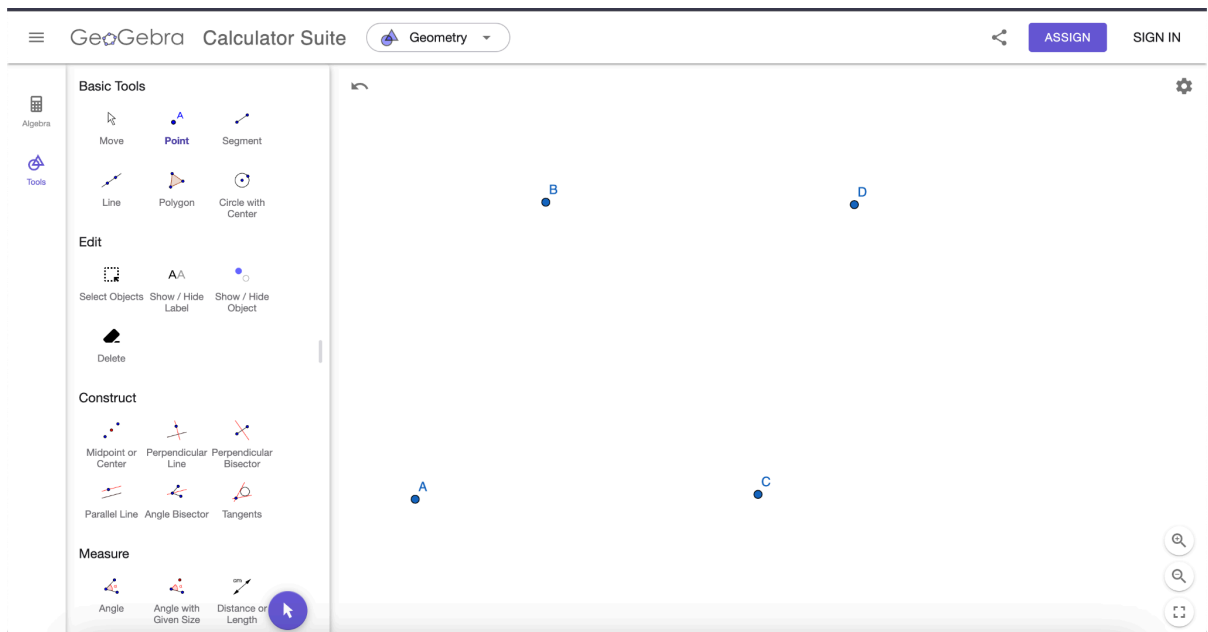 GeoGebra Calculator Suite Geometry ASSIGN SIGN IN
Algebra
Tools
Basic Tools
Move Point Segment
Line Polygon Circle with Center
Edit
Select Objects Show / Hide Label Show / Hide Object
Delete
Construct
Midpoint or Center Perpendicular Line Perpendicular Bisector
Parallel Line Angle Bisector Tangents
Measure
Angle Angle with Given Size Distance or Length
B D
A C